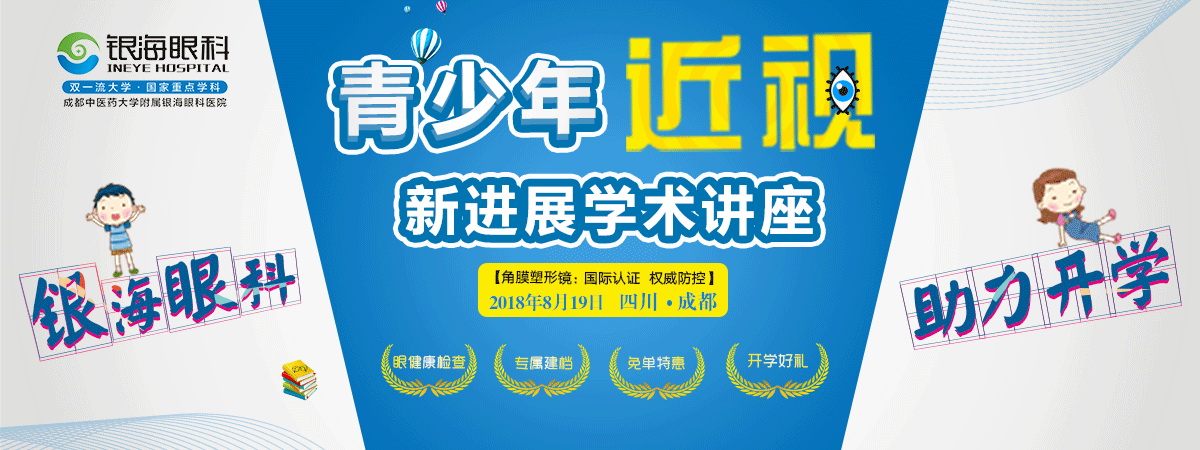 银海眼科
INEYE HOSPITAL
双一流大学·国家重点学科
成都中医药大学附属银海眼科医院
青少年近视
新进展学术讲座
【角膜塑形镜：国际认证 权威防控】
2018年8月19日 四川·成都
银海眼科
助力开学
眼健康检查
专属建档
免单特惠
开学好礼